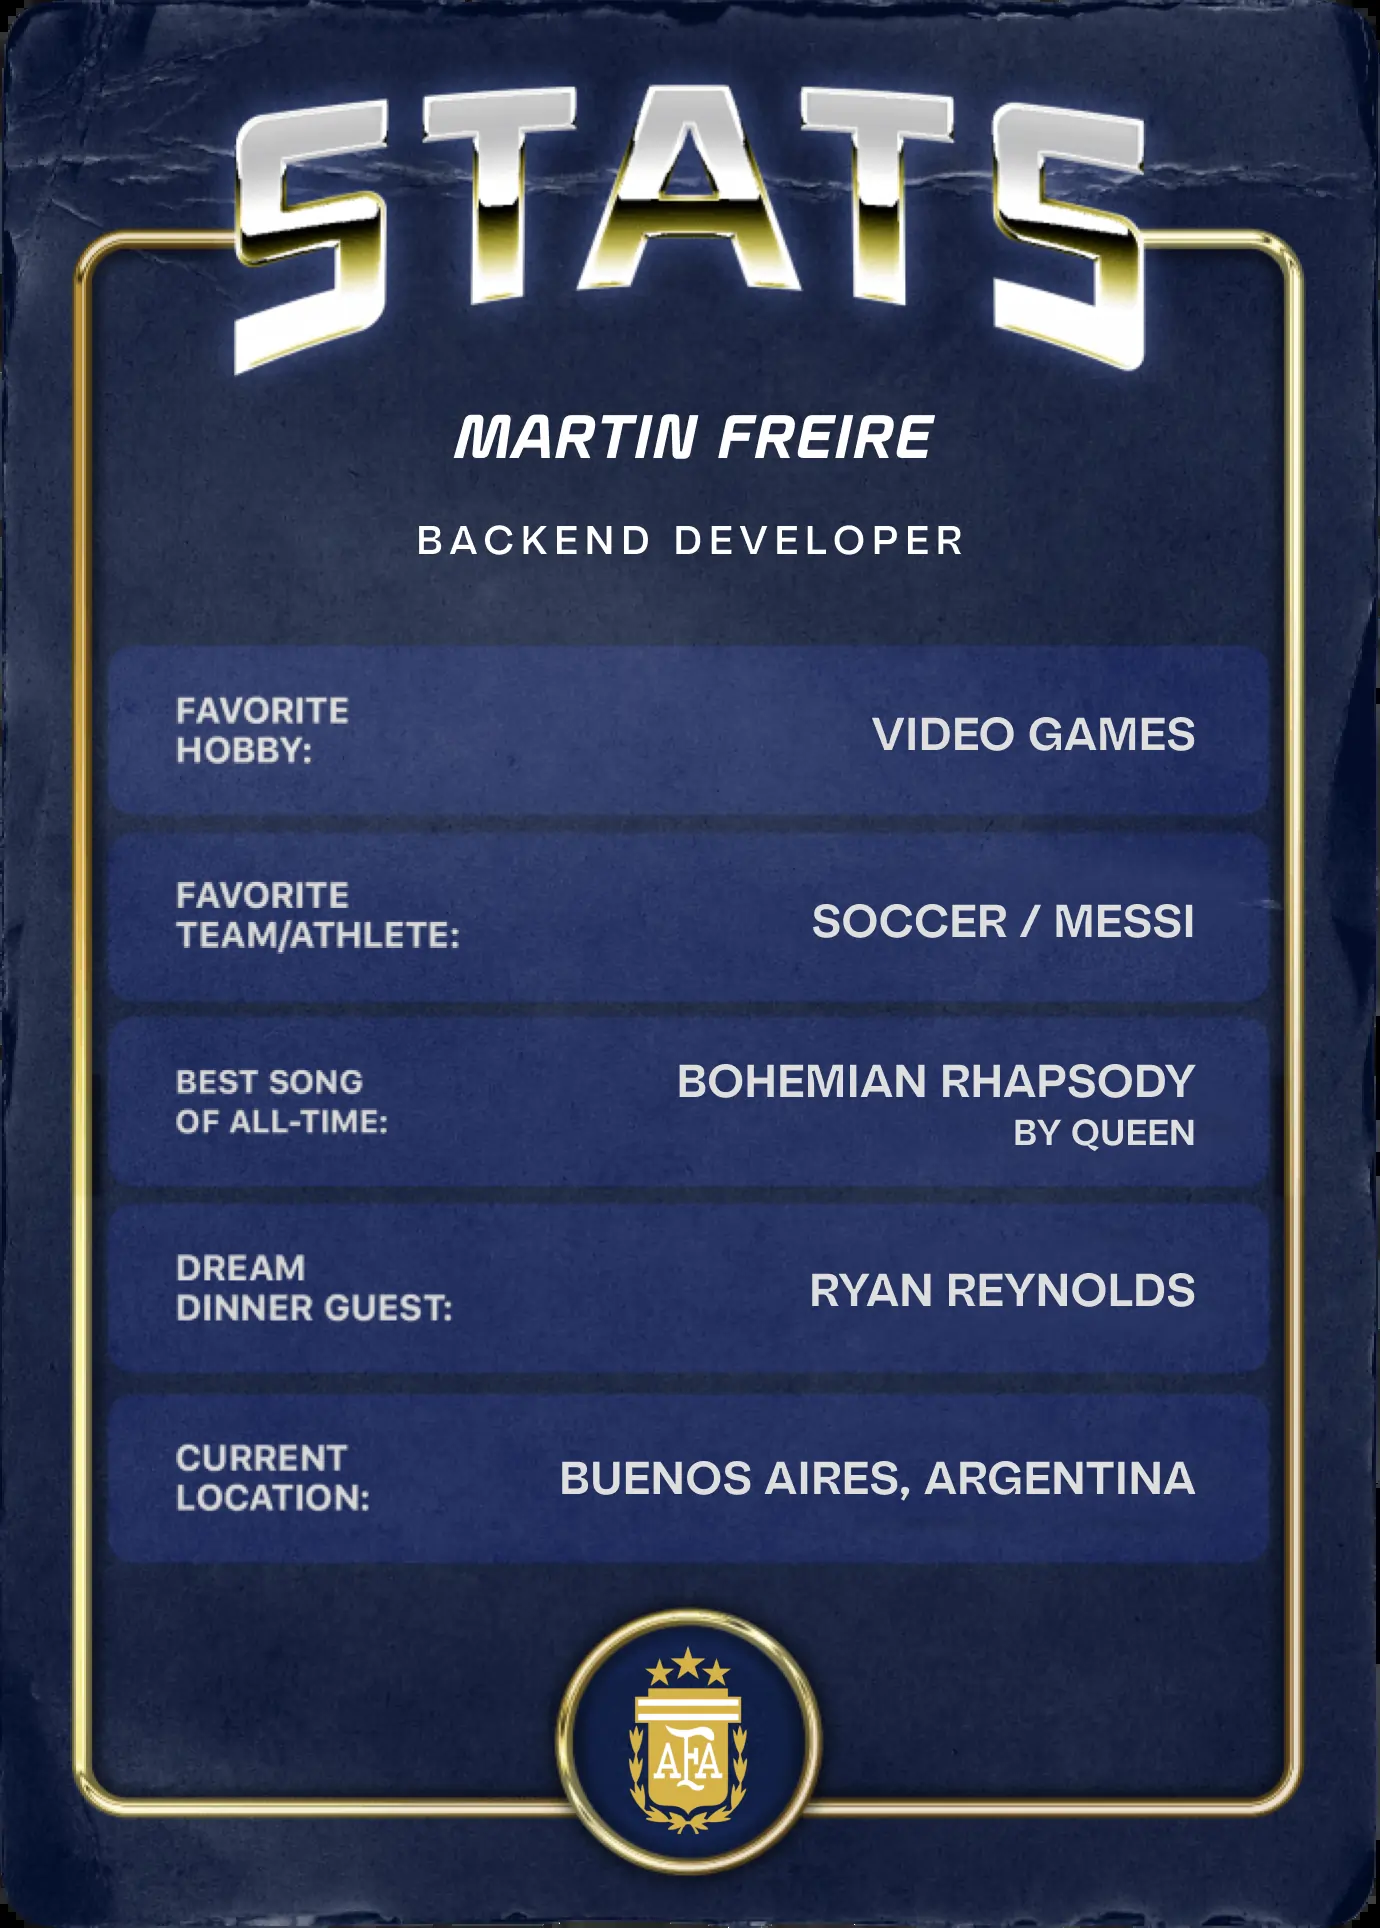 STATS
MARTIN FREIRE
BACKEND DEVELOPER
FAVORITE
HOBBY:
VIDEO GAMES
FAVORITE
TEAM/ATHLETE:
SOCCER / MESSI
BEST SONG
OF ALL-TIME:
BOHEMIAN RHAPSODY
BY QUEEN
DREAM
DINNER GUEST:
RYAN REYNOLDS
CURRENT
LOCATION:
BUENOS AIRES, ARGENTINA
AFA